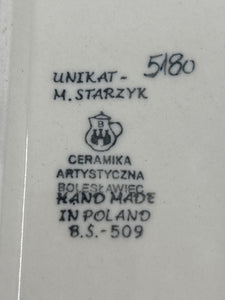 UNIKAT - 5180
M. STARZYK
B
CERAMIKA
ARTYSTYCZNA
BOLESŁAWIEC
HAND MADE
IN POLAND
B.Ś.-509